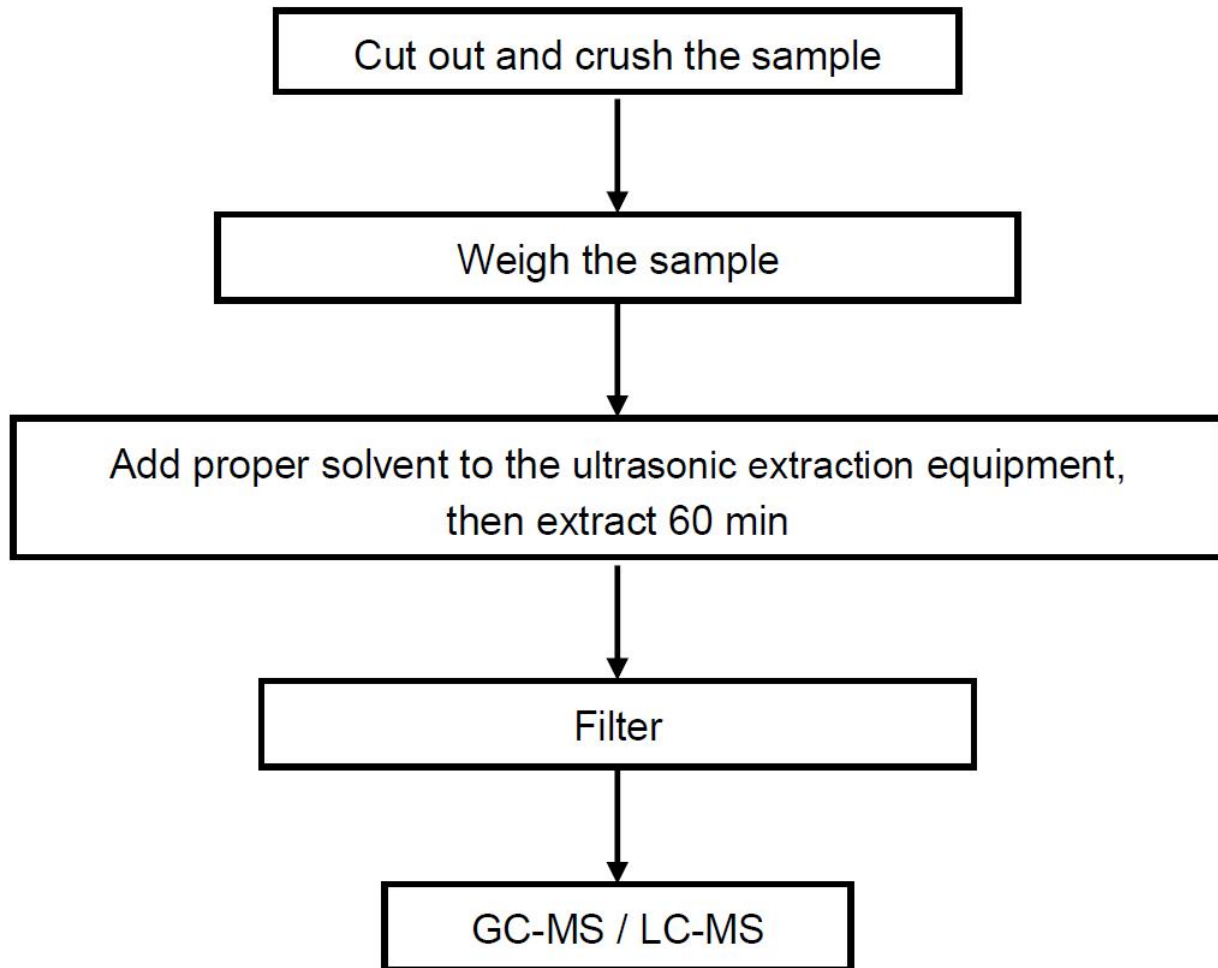 Cut out and crush the sample
Weigh the sample
Add proper solvent to the ultrasonic extraction equipment,
then extract 60 min
Filter
GC-MS / LC-MS